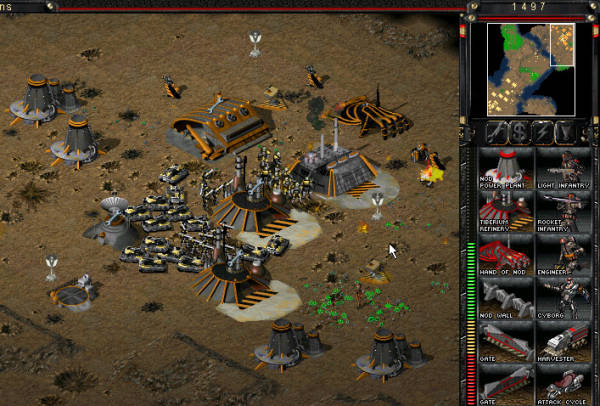 ns
1497
NOD
POWER PLANT
LIGHT INFANTRY
TIBERIUM
REFINERY
ROCKET
INFANTRY
HAND OF NOD
ENGINEER
NOD WALL
CYBORG
GATE
HARVESTER
GATE
ATTACK CYCLE